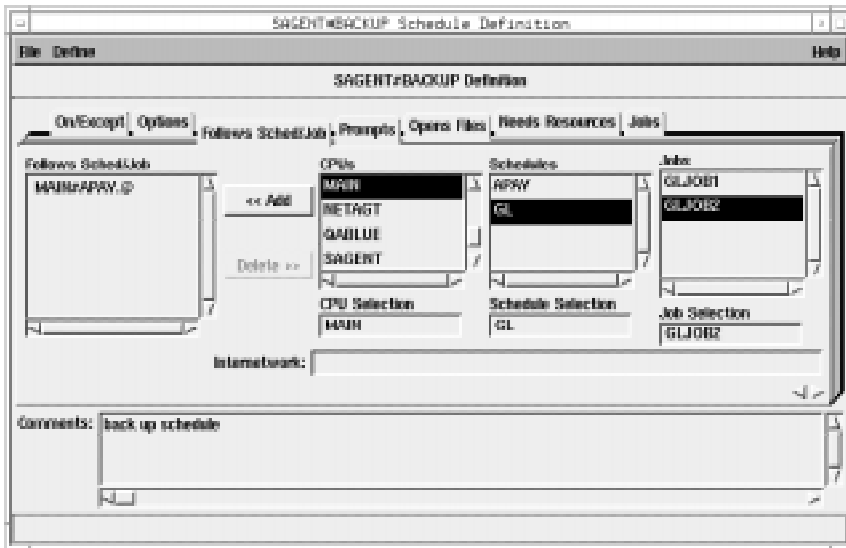 SAGENT#BACKUP Schedule Definition
File Define Help
SAGENT#BACKUP Definition
On/Except Options Follows Sched/Job Prompts Opens Files Needs Resources Jobs
Follows Sched/Job
MAIN#APAY.@
<< Add
Delete >>
CPUs
MAIN
NETAGT
QABLUE
SAGENT
CPU Selection
MAIN
Schedules
APAY
GL
Schedule Selection
GL
Jobs
GLJOB1
GLJOB2
Job Selection
GLJOB2
Internetwork:
Comments: back up schedule